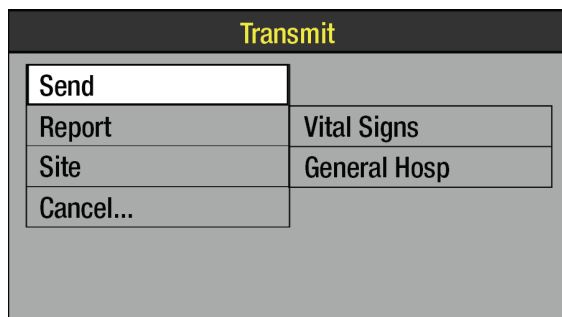 Transmit
Send
Report Vital Signs
Site General Hosp
Cancel...